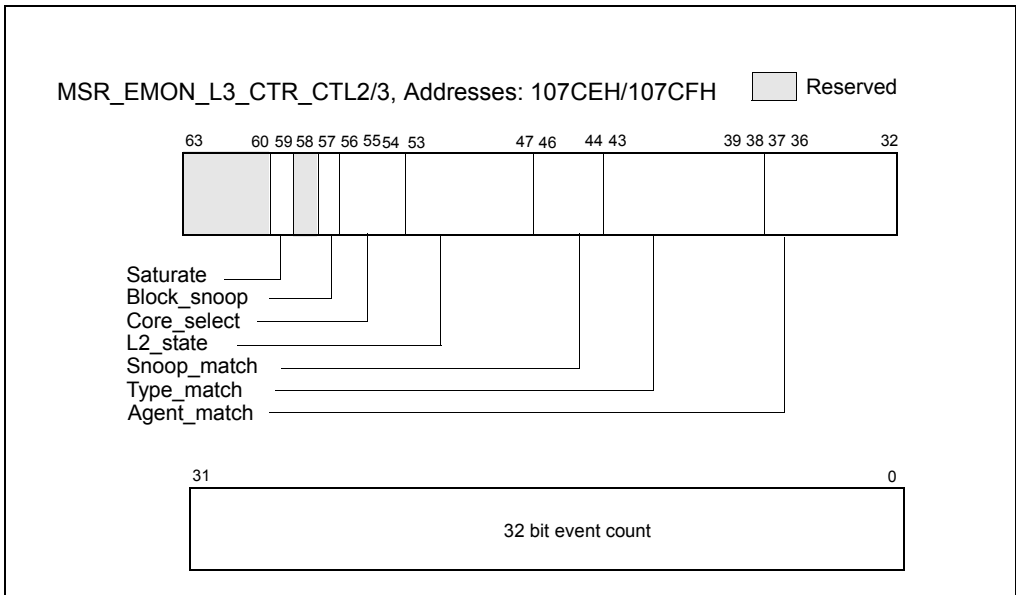 MSR_EMON_L3_CTR_CTL2/3, Addresses: 107CEH/107CFH Reserved
63 60 59 58 57 56 55 54 53 47 46 44 43 39 38 37 36 32
Saturate
Block_snoop
Core_select
L2_state
Snoop_match
Type_match
Agent_match
31 0
32 bit event count